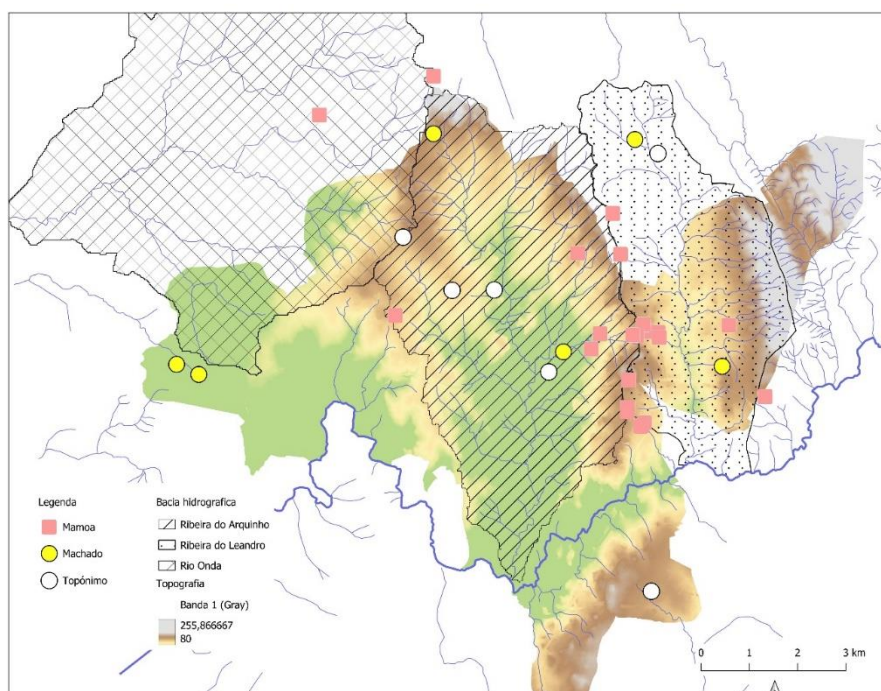 Legenda
Mamoa
Machado
Topónimo
Bacia hidrografica
Ribeira do Arquinho
Ribeira do Leandro
Rio Onda
Topografia
Banda 1 (Gray)
255,866667
80
0 1 2 3 km